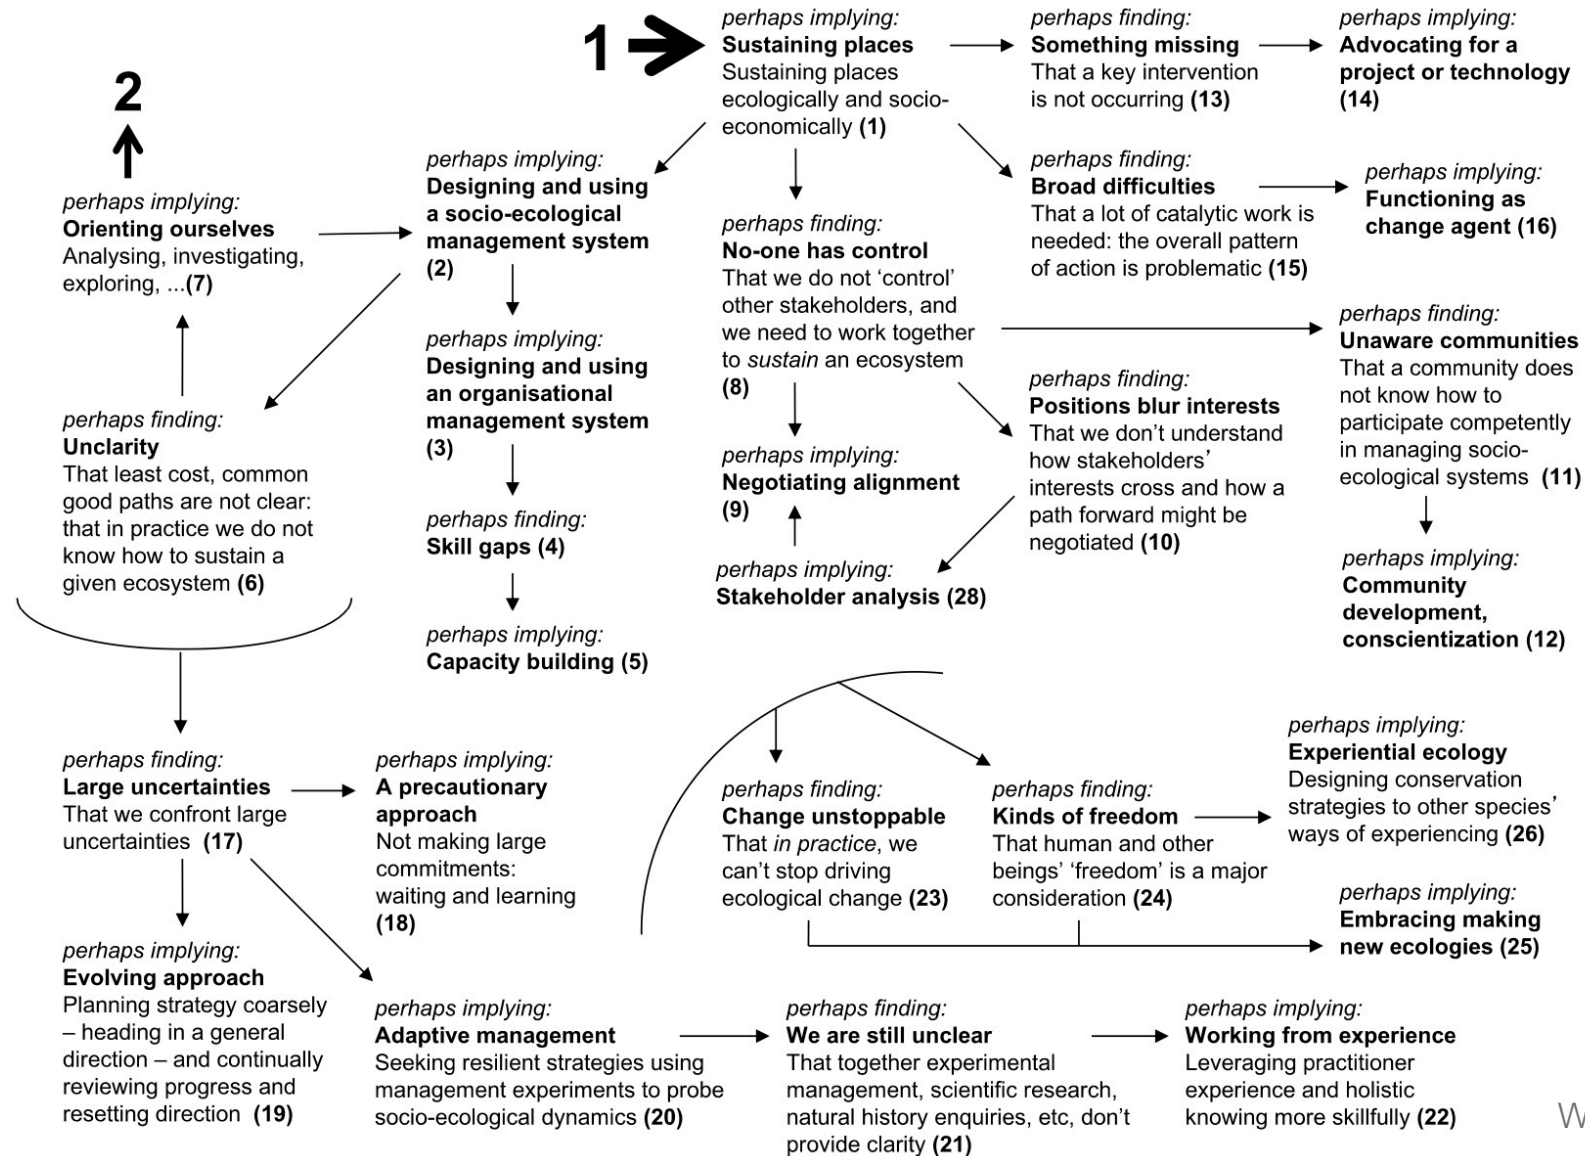 1
perhaps implying:
Sustaining places
Sustaining places
ecologically and socio-
economically (1)
perhaps finding:
Something missing
That a key intervention
is not occurring (13)
perhaps implying:
Advocating for a
project or technology
(14)
2
perhaps implying:
Orienting ourselves
Analysing, investigating,
exploring, ...(7)
perhaps implying:
Designing and using
a socio-ecological
management system
(2)
perhaps finding:
No-one has control
That we do not ‘control’
other stakeholders, and
we need to work together
to sustain an ecosystem
(8)
perhaps finding:
Broad difficulties
That a lot of catalytic work is
needed: the overall pattern
of action is problematic (15)
perhaps implying:
Functioning as
change agent (16)
perhaps finding:
Unaware communities
That a community does
not know how to
participate competently
in managing socio-
ecological systems (11)
perhaps implying:
Designing and using
an organisational
management system
(3)
perhaps finding:
Positions blur interests
That we don’t understand
how stakeholders’
interests cross and how a
path forward might be
negotiated (10)
perhaps finding:
Unclarity
That least cost, common
good paths are not clear:
that in practice we do not
know how to sustain a
given ecosystem (6)
perhaps implying:
Negotiating alignment
(9)
perhaps finding:
Skill gaps (4)
perhaps implying:
Stakeholder analysis (28)
perhaps implying:
Community
development,
conscientization (12)
perhaps implying:
Capacity building (5)
perhaps finding:
Large uncertainties
That we confront large
uncertainties (17)
perhaps implying:
A precautionary
approach
Not making large
commitments:
waiting and learning
(18)
perhaps finding:
Change unstoppable
That in practice, we
can’t stop driving
ecological change (23)
perhaps finding:
Kinds of freedom
That human and other
beings’ ‘freedom’ is a major
consideration (24)
perhaps implying:
Experiential ecology
Designing conservation
strategies to other species’
ways of experiencing (26)
perhaps implying:
Embracing making
new ecologies (25)
perhaps implying:
Evolving approach
Planning strategy coarsely
– heading in a general
direction – and continually
reviewing progress and
resetting direction (19)
perhaps implying:
Adaptive management
Seeking resilient strategies using
management experiments to probe
socio-ecological dynamics (20)
perhaps finding:
We are still unclear
That together experimental
management, scientific research,
natural history enquiries, etc, don’t
provide clarity (21)
perhaps implying:
Working from experience
Leveraging practitioner
experience and holistic
knowing more skillfully (22)